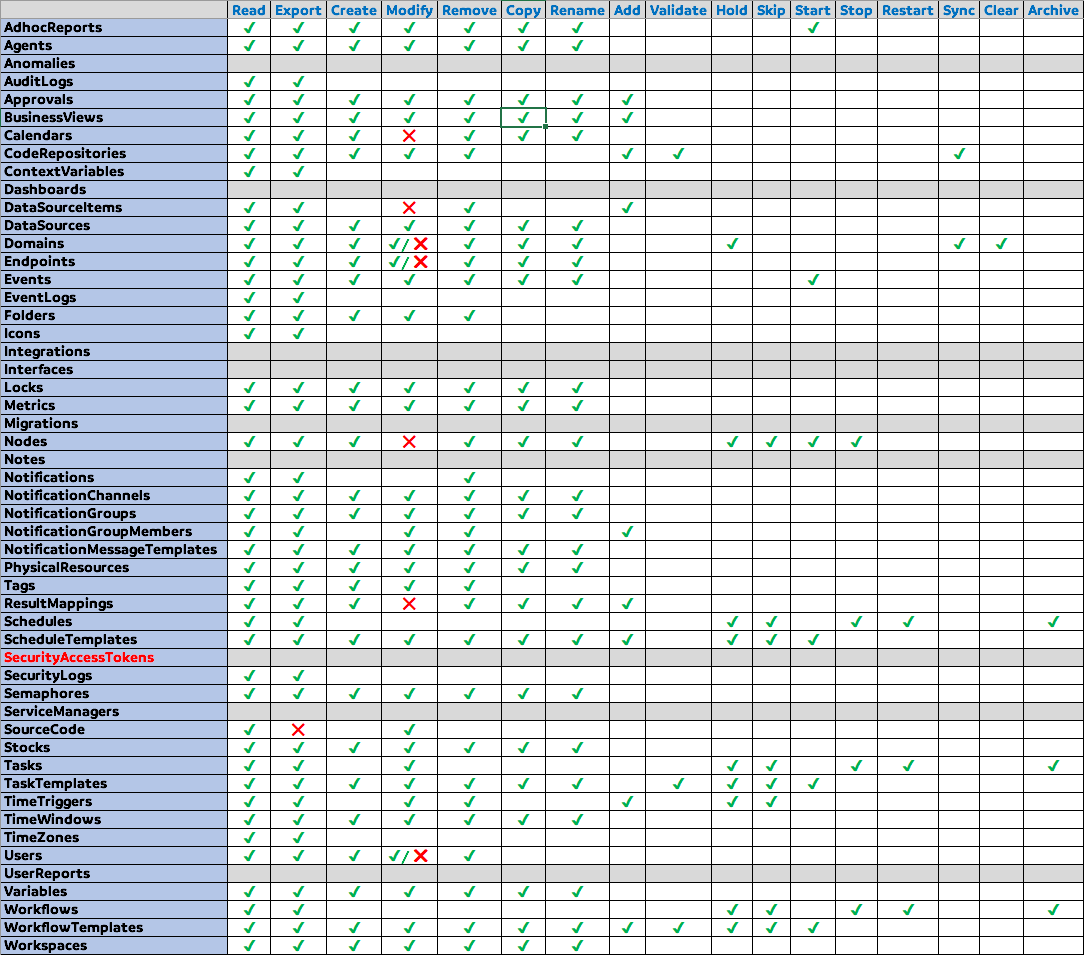 Read Export Create Modify Remove Copy Rename Add Validate Hold Skip Start Stop Restart Sync Clear Archive
AdhocReports ✓ ✓ ✓ ✓ ✓ ✓ ✓ ✓
Agents ✓ ✓ ✓ ✓ ✓ ✓ ✓
Anomalies
AuditLogs ✓ ✓
Approvals ✓ ✓ ✓ ✓ ✓ ✓ ✓ ✓
BusinessViews ✓ ✓ ✓ ✓ ✓ ✓ ✓ ✓
Calendars ✓ ✓ ✓ ✗ ✓ ✓ ✓
CodeRepositories ✓ ✓ ✓ ✓ ✓ ✓ ✓ ✓
ContextVariables ✓ ✓
Dashboards
DataSourceItems ✓ ✓ ✗ ✓ ✓
DataSources ✓ ✓ ✓ ✓ ✓ ✓ ✓
Domains ✓ ✓ ✓ ✓/✗ ✓ ✓ ✓ ✓ ✓ ✓
Endpoints ✓ ✓ ✓ ✓/✗ ✓ ✓ ✓
Events ✓ ✓ ✓ ✓ ✓ ✓ ✓ ✓
EventLogs ✓ ✓
Folders ✓ ✓ ✓ ✓ ✓
Icons ✓ ✓
Integrations
Interfaces
Locks ✓ ✓ ✓ ✓ ✓ ✓ ✓
Metrics ✓ ✓ ✓ ✓ ✓ ✓ ✓
Migrations
Nodes ✓ ✓ ✓ ✗ ✓ ✓ ✓ ✓ ✓ ✓ ✓
Notes
Notifications ✓ ✓ ✓
NotificationChannels ✓ ✓ ✓ ✓ ✓ ✓ ✓
NotificationGroups ✓ ✓ ✓ ✓ ✓ ✓ ✓
NotificationGroupMembers ✓ ✓ ✓ ✓ ✓
NotificationMessageTemplates ✓ ✓ ✓ ✓ ✓ ✓ ✓
PhysicalResources ✓ ✓ ✓ ✓ ✓ ✓ ✓
Tags ✓ ✓ ✓ ✓ ✓
ResultMappings ✓ ✓ ✓ ✗ ✓ ✓ ✓ ✓
Schedules ✓ ✓ ✓ ✓ ✓ ✓ ✓
ScheduleTemplates ✓ ✓ ✓ ✓ ✓ ✓ ✓ ✓ ✓ ✓ ✓
SecurityAccessTokens
SecurityLogs ✓ ✓
Semaphores ✓ ✓ ✓ ✓ ✓ ✓ ✓
ServiceManagers
SourceCode ✓ ✗ ✓
Stocks ✓ ✓ ✓ ✓ ✓ ✓ ✓
Tasks ✓ ✓ ✓ ✓ ✓ ✓ ✓ ✓
TaskTemplates ✓ ✓ ✓ ✓ ✓ ✓ ✓ ✓ ✓ ✓ ✓
TimeTriggers ✓ ✓ ✓ ✓ ✓ ✓ ✓
TimeWindows ✓ ✓ ✓ ✓ ✓ ✓ ✓
TimeZones ✓ ✓
Users ✓ ✓ ✓ ✓/✗ ✓
UserReports
Variables ✓ ✓ ✓ ✓ ✓ ✓ ✓
Workflows ✓ ✓ ✓ ✓ ✓ ✓ ✓
WorkflowTemplates ✓ ✓ ✓ ✓ ✓ ✓ ✓ ✓ ✓ ✓ ✓ ✓
Workspaces ✓ ✓ ✓ ✓ ✓ ✓ ✓